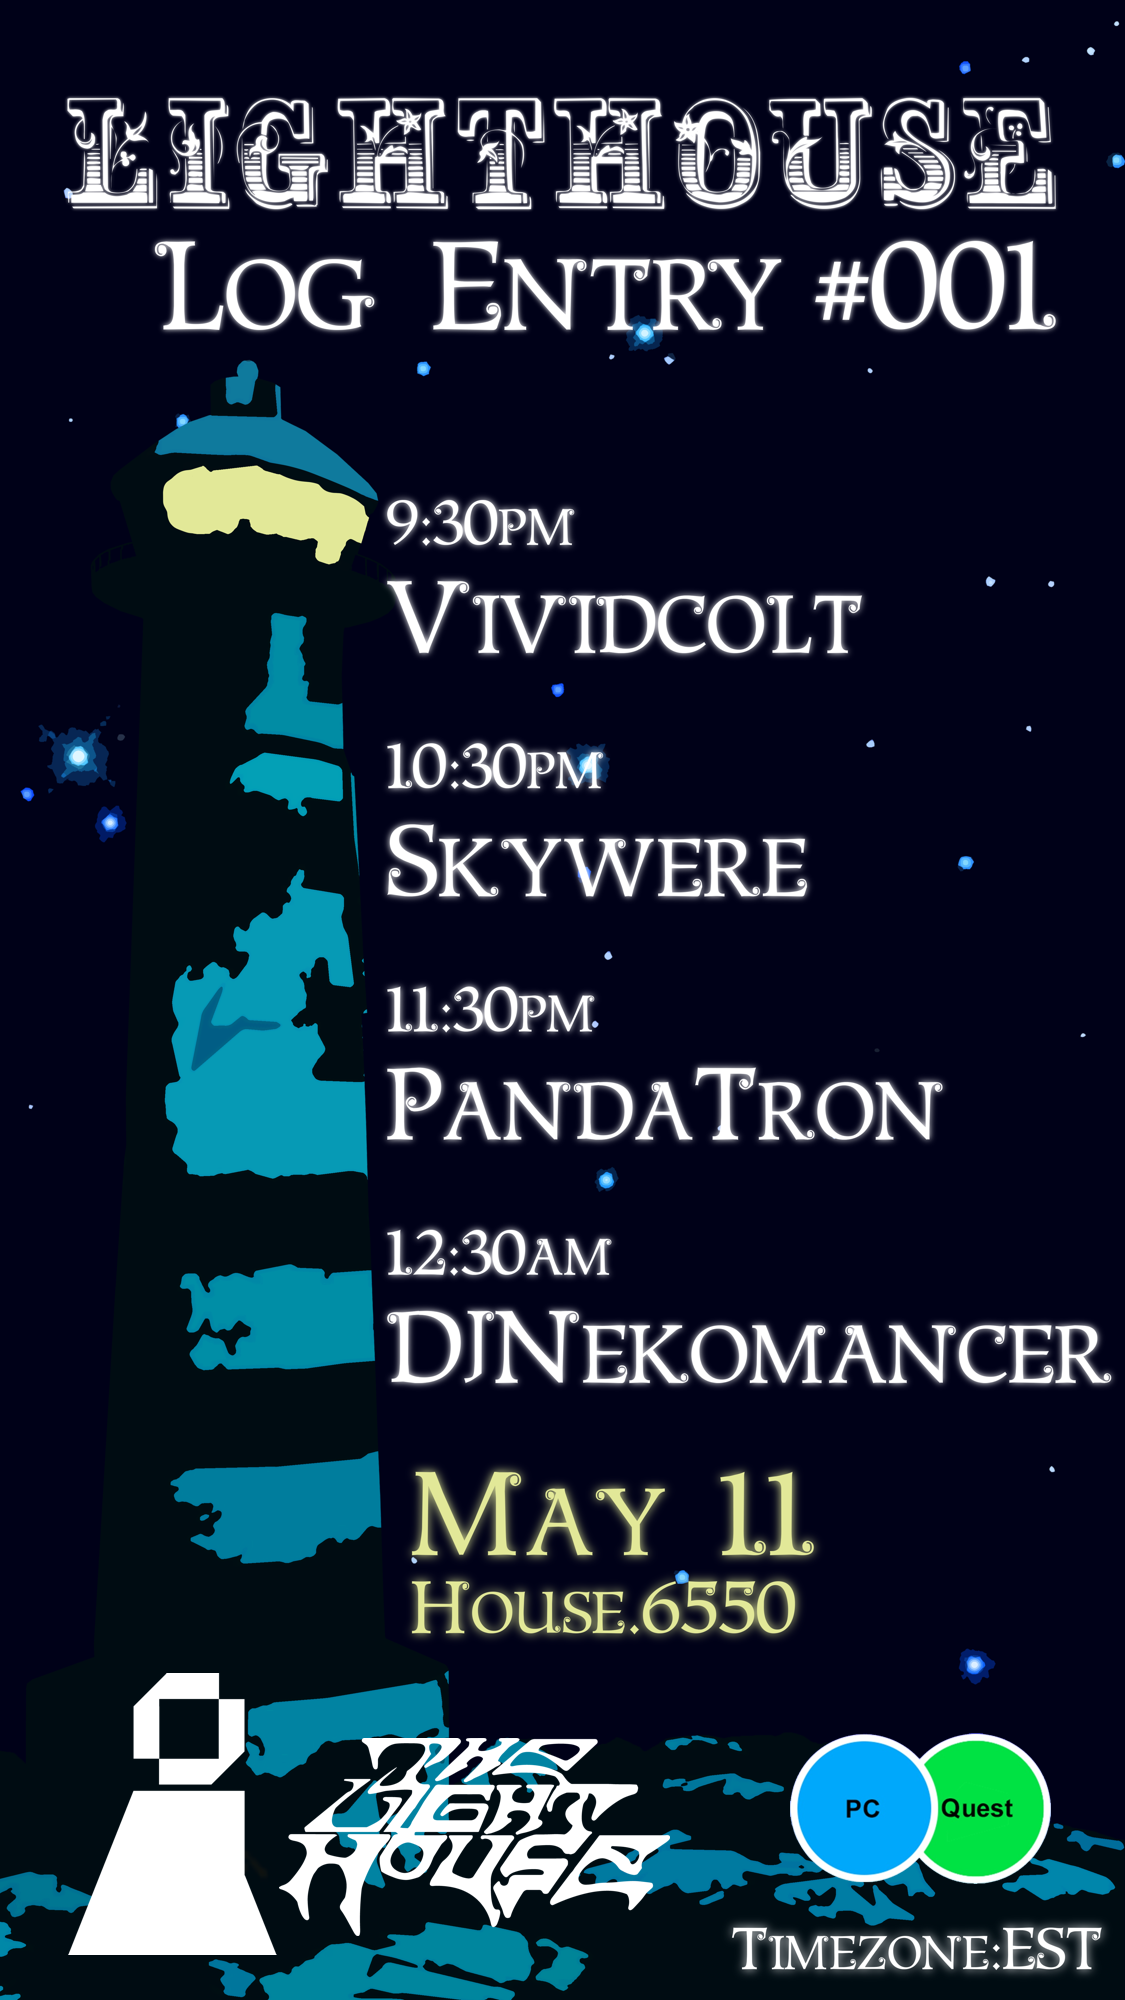 LIGHTHOUSE
Log Entry #001
9:30pm
Vividcolt
10:30pm
Skywere
11:30pm
PandaTron
12:30am
DJNekomancer
May 11
House.6550
THE
LIGHT
HOUSE
PC
Quest
Timezone:EST